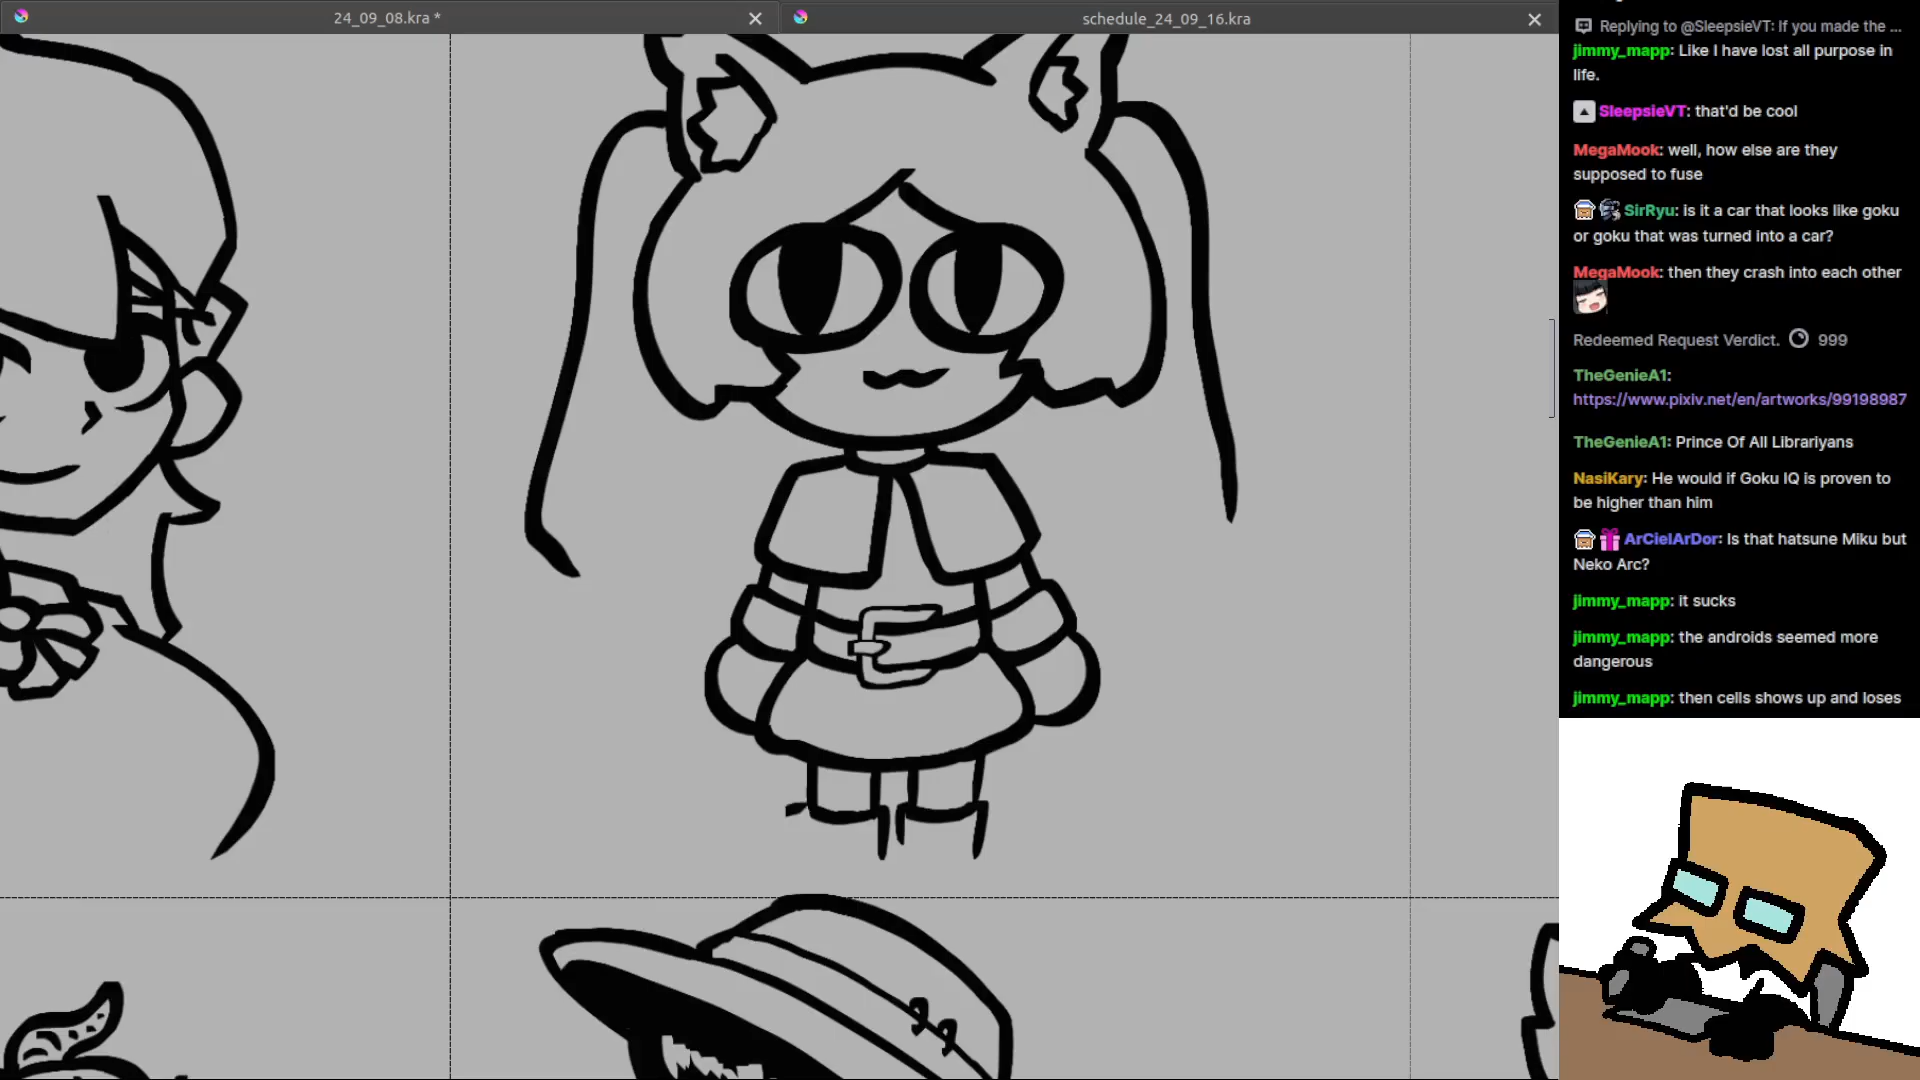 24_09_08.kra *
schedule_24_09_16.kra
Replying to @SleepsieVT: If you made the ...
jimmy_mapp: Like I have lost all purpose in
life.
SleepsieVT: that'd be cool
MegaMook: well, how else are they
supposed to fuse
SirRyu: is it a car that looks like goku
or goku that was turned into a car?
MegaMook: then they crash into each other
Redeemed Request Verdict. 999
TheGenieA1:
https://www.pixiv.net/en/artworks/99198987
TheGenieA1: Prince Of All Librariyans
NasiKary: He would if Goku IQ is proven to
be higher than him
ArCielArDor: Is that hatsune Miku but
Neko Arc?
jimmy_mapp: it sucks
jimmy_mapp: the androids seemed more
dangerous
jimmy_mapp: then cells shows up and loses